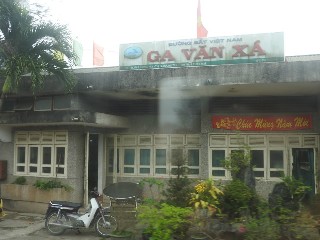 ĐƯỜNG SẮT VIỆT NAM
GA VĂN XÁ
Chúc Mừng Năm Mới